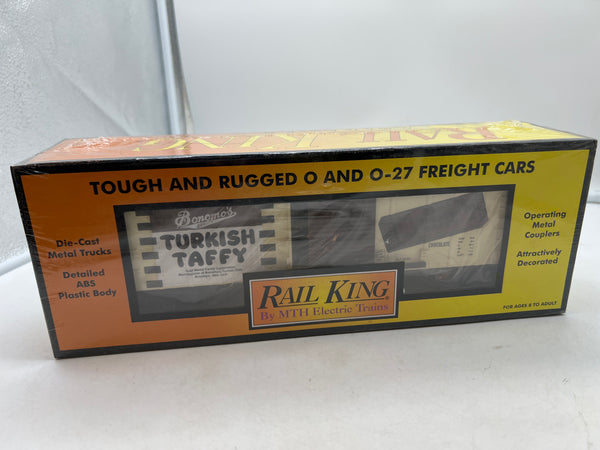 RAIL KING
TOUGH AND RUGGED O AND O-27 FREIGHT CARS
Die-Cast
Metal Trucks
Detailed
ABS
Plastic Body
Bonomo's
TURKISH
TAFFY
CHOCOLATE
Operating
Metal
Couplers
Attractively
Decorated
RAIL KING
By MTH Electric Trains
FOR AGES 8 TO ADULT